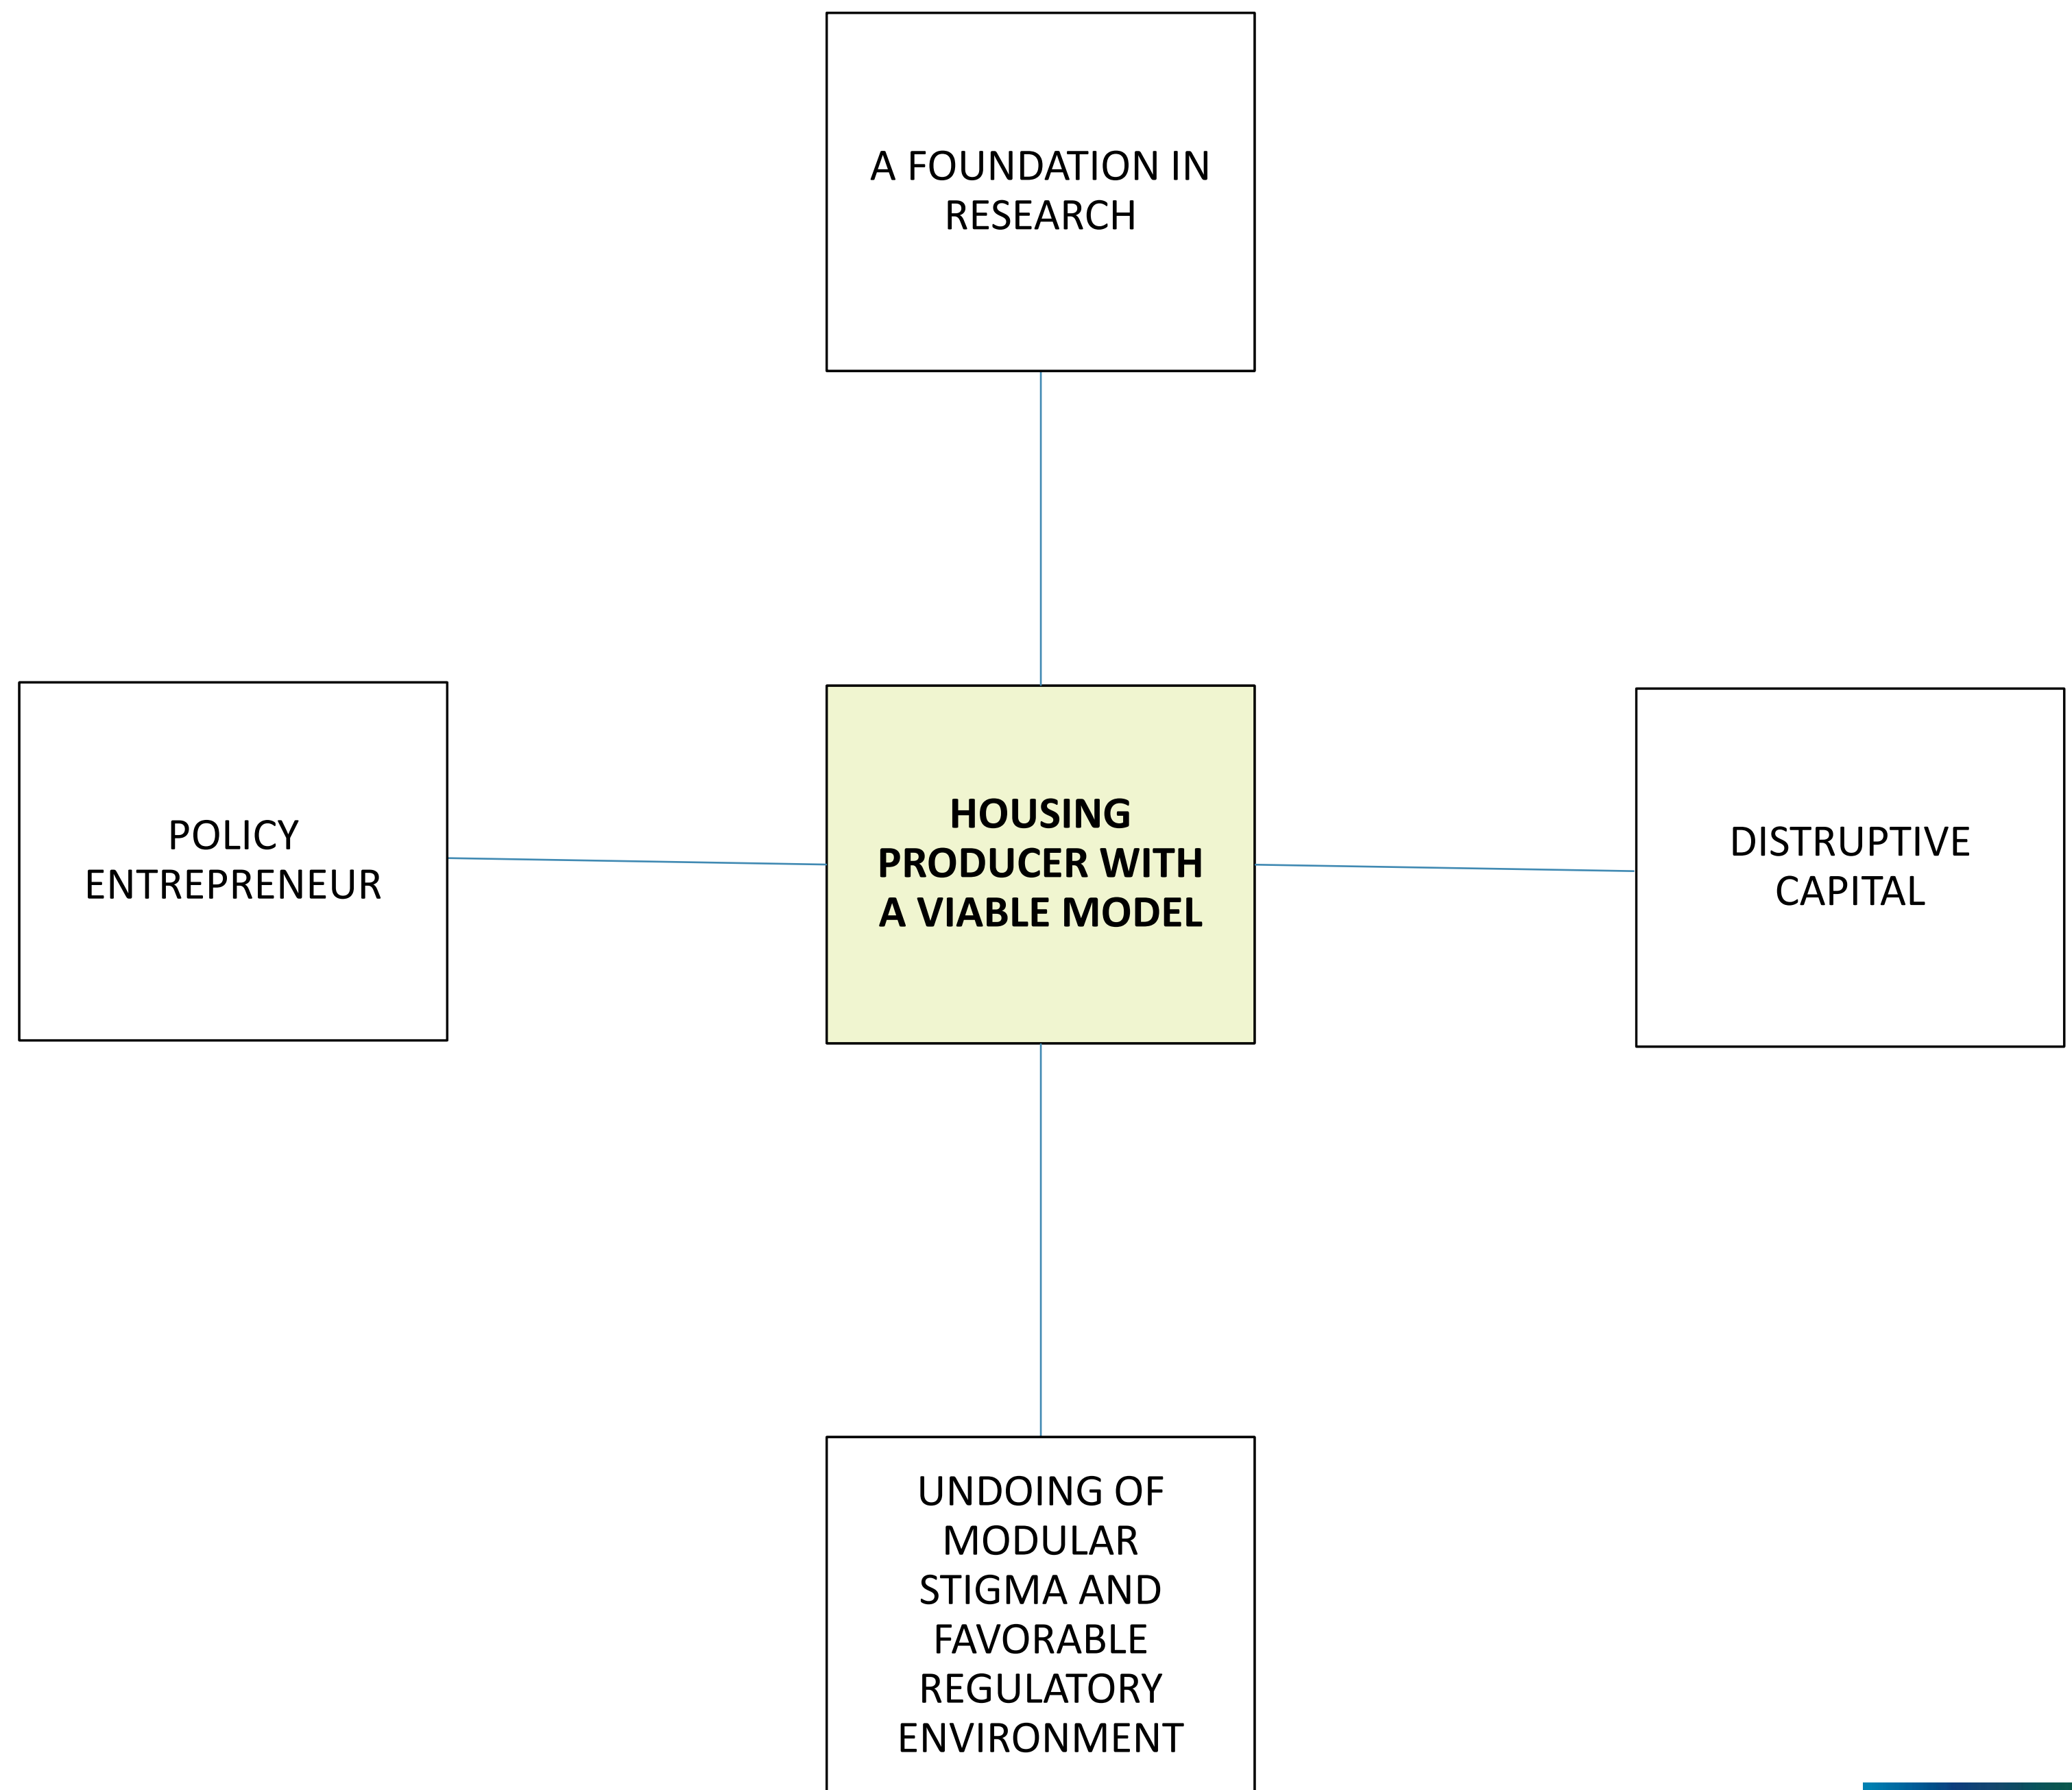 A FOUNDATION IN
RESEARCH
POLICY
ENTREPRENEUR
HOUSING
PRODUCER WITH
A VIABLE MODEL
DISTRUPTIVE
CAPITAL
UNDOING OF
MODULAR
STIGMA AND
FAVORABLE
REGULATORY
ENVIRONMENT